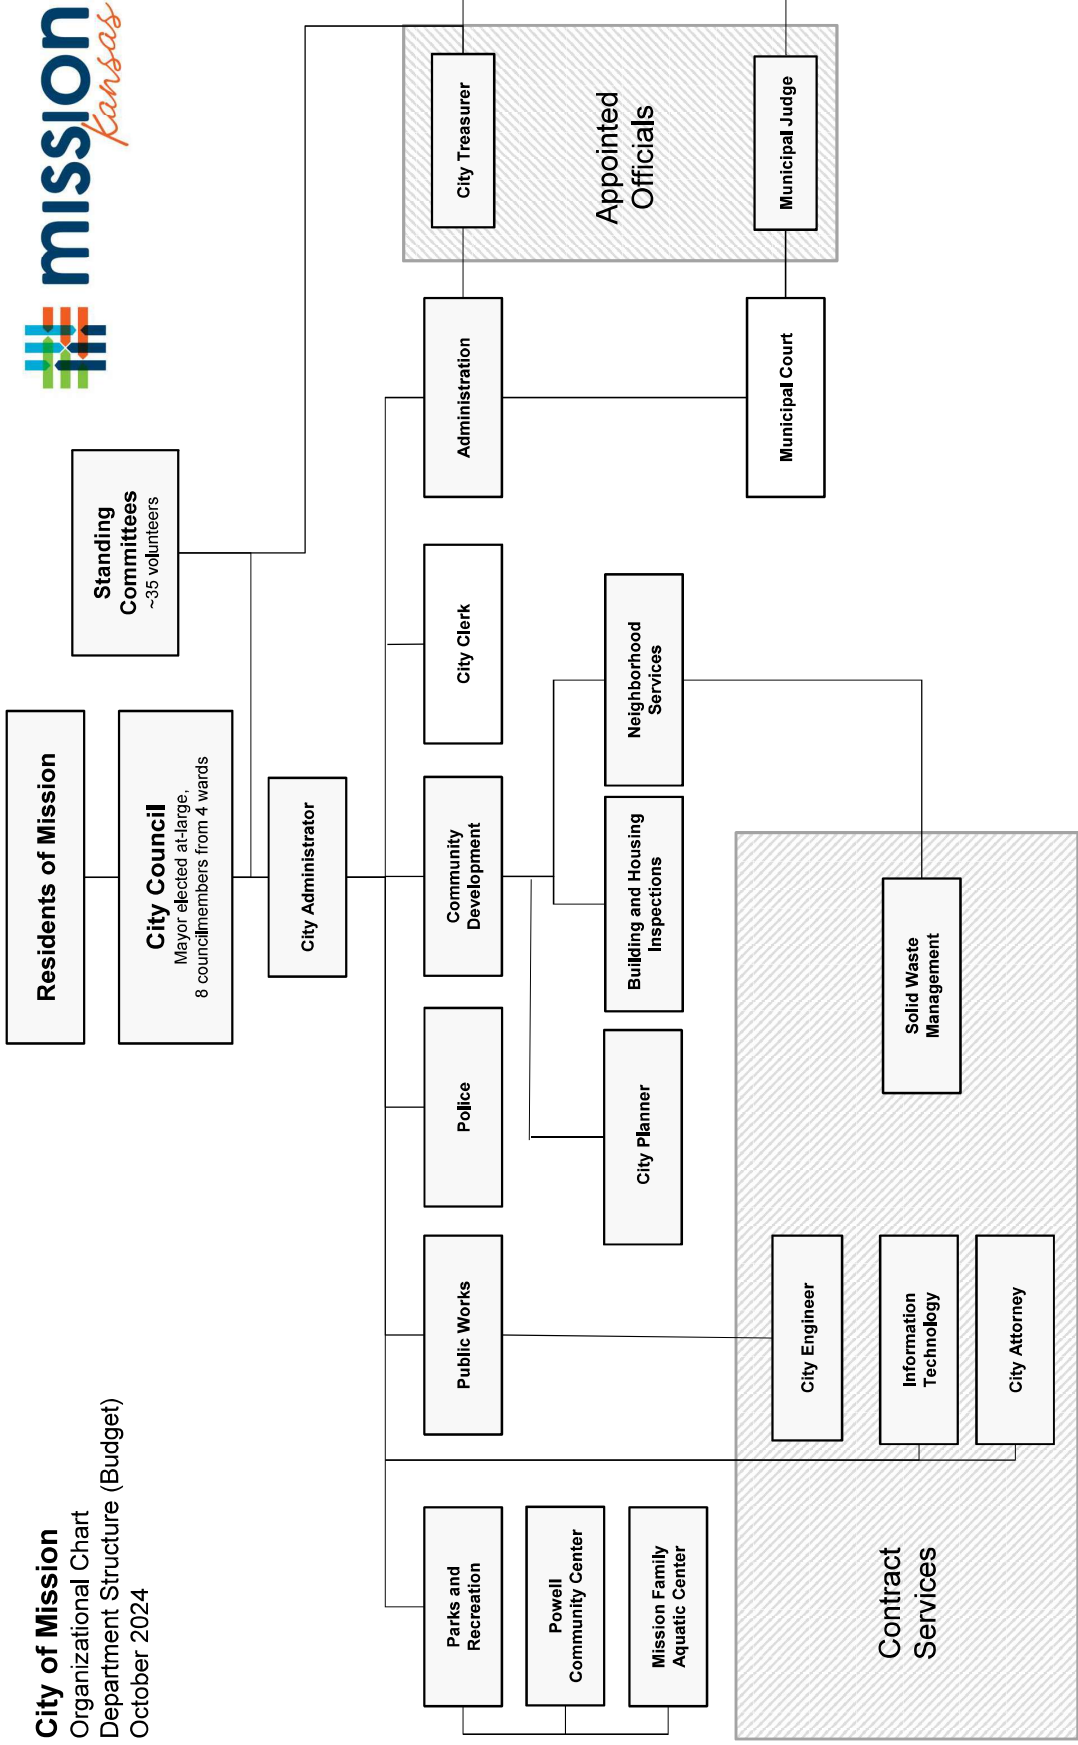 City of Mission
Organizational Chart
Department Structure (Budget)
October 2024
mission
Kansas
Residents of Mission
City Council
Mayor elected at-large,
8 councilmembers from 4 wards
Standing
Committees
~35 volunteers
City Administrator
Parks and
Recreation
Public Works
Police
Community
Development
City Clerk
Administration
City Treasurer
Powell
Community Center
Mission Family
Aquatic Center
City Planner
Building and Housing
Inspections
Neighborhood
Services
Appointed
Officials
Municipal Court
Municipal Judge
City Engineer
Contract
Services
Information
Technology
Solid Waste
Management
City Attorney